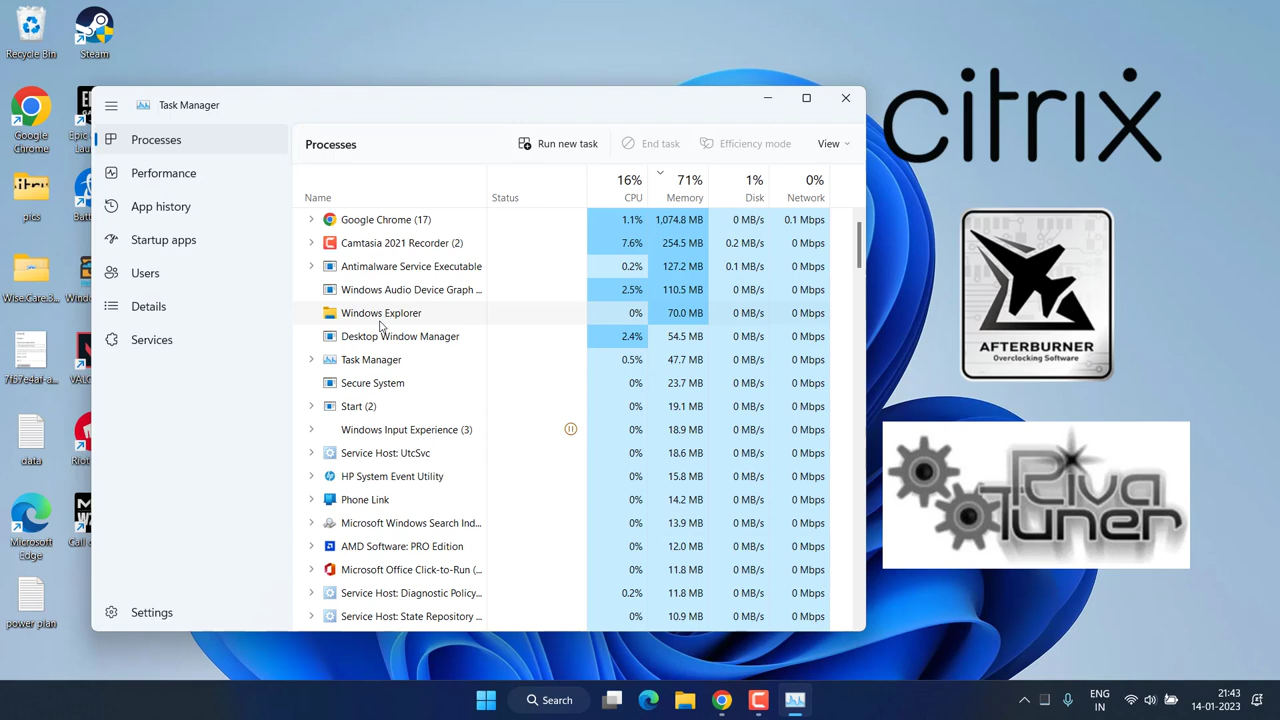 Recycle Bin
Steam
Google
Chrome
pics
Wise.Care.3...
7f57e4af-a...
data
Riot
Microsoft
Edge
Call
power plan
Task Manager
Processes
Performance
App history
Startup apps
Users
Details
Services
Settings
Processes
Run new task
End task
Efficiency mode
View
16% 71% 1% 0%
Name Status CPU Memory Disk Network
Google Chrome (17) 1.1% 1,074.8 MB 0 MB/s 0.1 Mbps
Camtasia 2021 Recorder (2) 7.6% 254.5 MB 0.2 MB/s 0 Mbps
Antimalware Service Executable 0.2% 127.2 MB 0.1 MB/s 0 Mbps
Windows Audio Device Graph ... 2.5% 110.5 MB 0 MB/s 0 Mbps
Windows Explorer 0% 70.0 MB 0 MB/s 0 Mbps
Desktop Window Manager 2.4% 54.5 MB 0 MB/s 0 Mbps
Task Manager 0.5% 47.7 MB 0 MB/s 0 Mbps
Secure System 0% 23.7 MB 0 MB/s 0 Mbps
Start (2) 0% 19.1 MB 0 MB/s 0 Mbps
Windows Input Experience (3) 0% 18.9 MB 0 MB/s 0 Mbps
Service Host: UtcSvc 0% 18.6 MB 0 MB/s 0 Mbps
HP System Event Utility 0% 15.8 MB 0 MB/s 0 Mbps
Phone Link 0% 14.2 MB 0 MB/s 0 Mbps
Microsoft Windows Search Ind... 0% 13.9 MB 0 MB/s 0 Mbps
AMD Software: PRO Edition 0% 12.0 MB 0 MB/s 0 Mbps
Microsoft Office Click-to-Run (... 0% 11.8 MB 0 MB/s 0 Mbps
Service Host: Diagnostic Policy... 0.2% 11.8 MB 0 MB/s 0 Mbps
Service Host: State Repository ... 0% 10.9 MB 0 MB/s 0 Mbps
citrix
AFTERBURNER
Overclocking Software
Riva
Tuner
Search
ENG
IN
21:43
14-01-2023